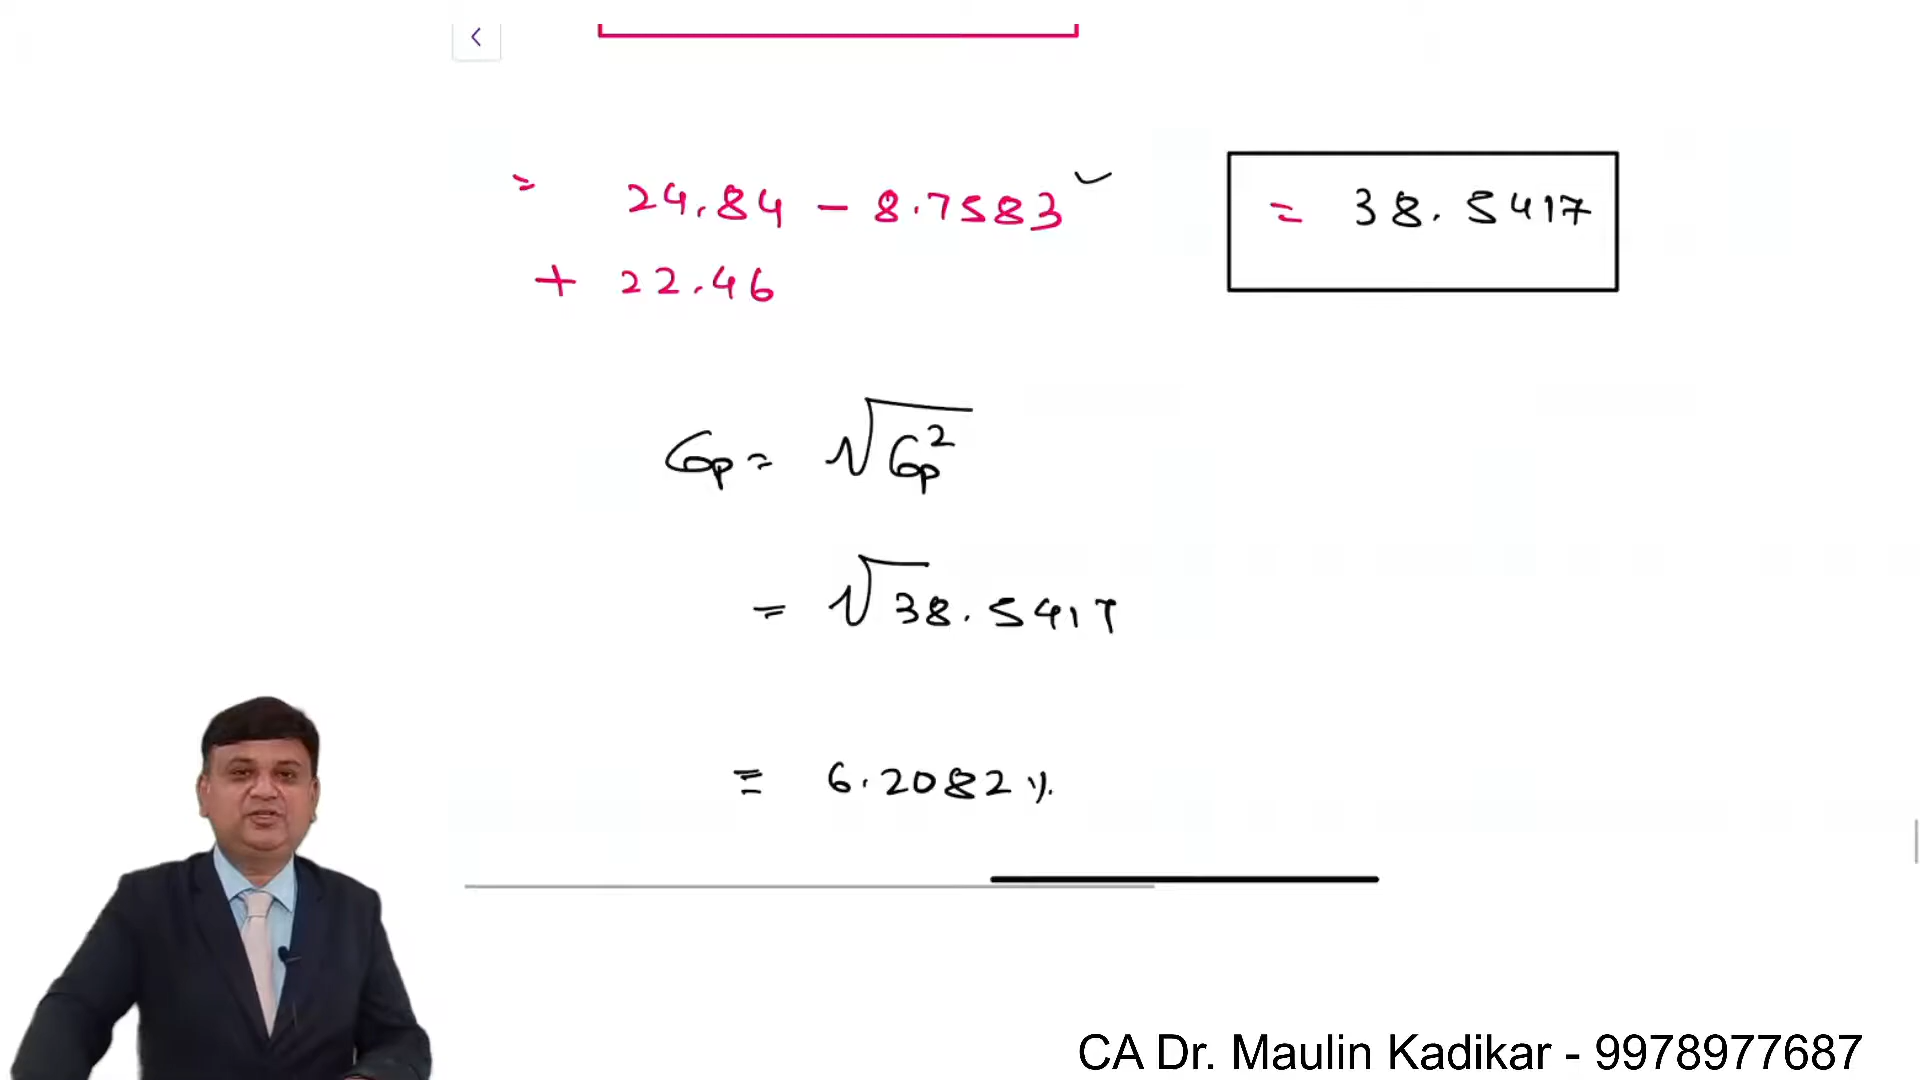 = 24.84 - 8.7583
+ 22.46
= 38.5417
σp = √σp²
= √38.5417
= 6.2082 %
CA Dr. Maulin Kadikar - 9978977687